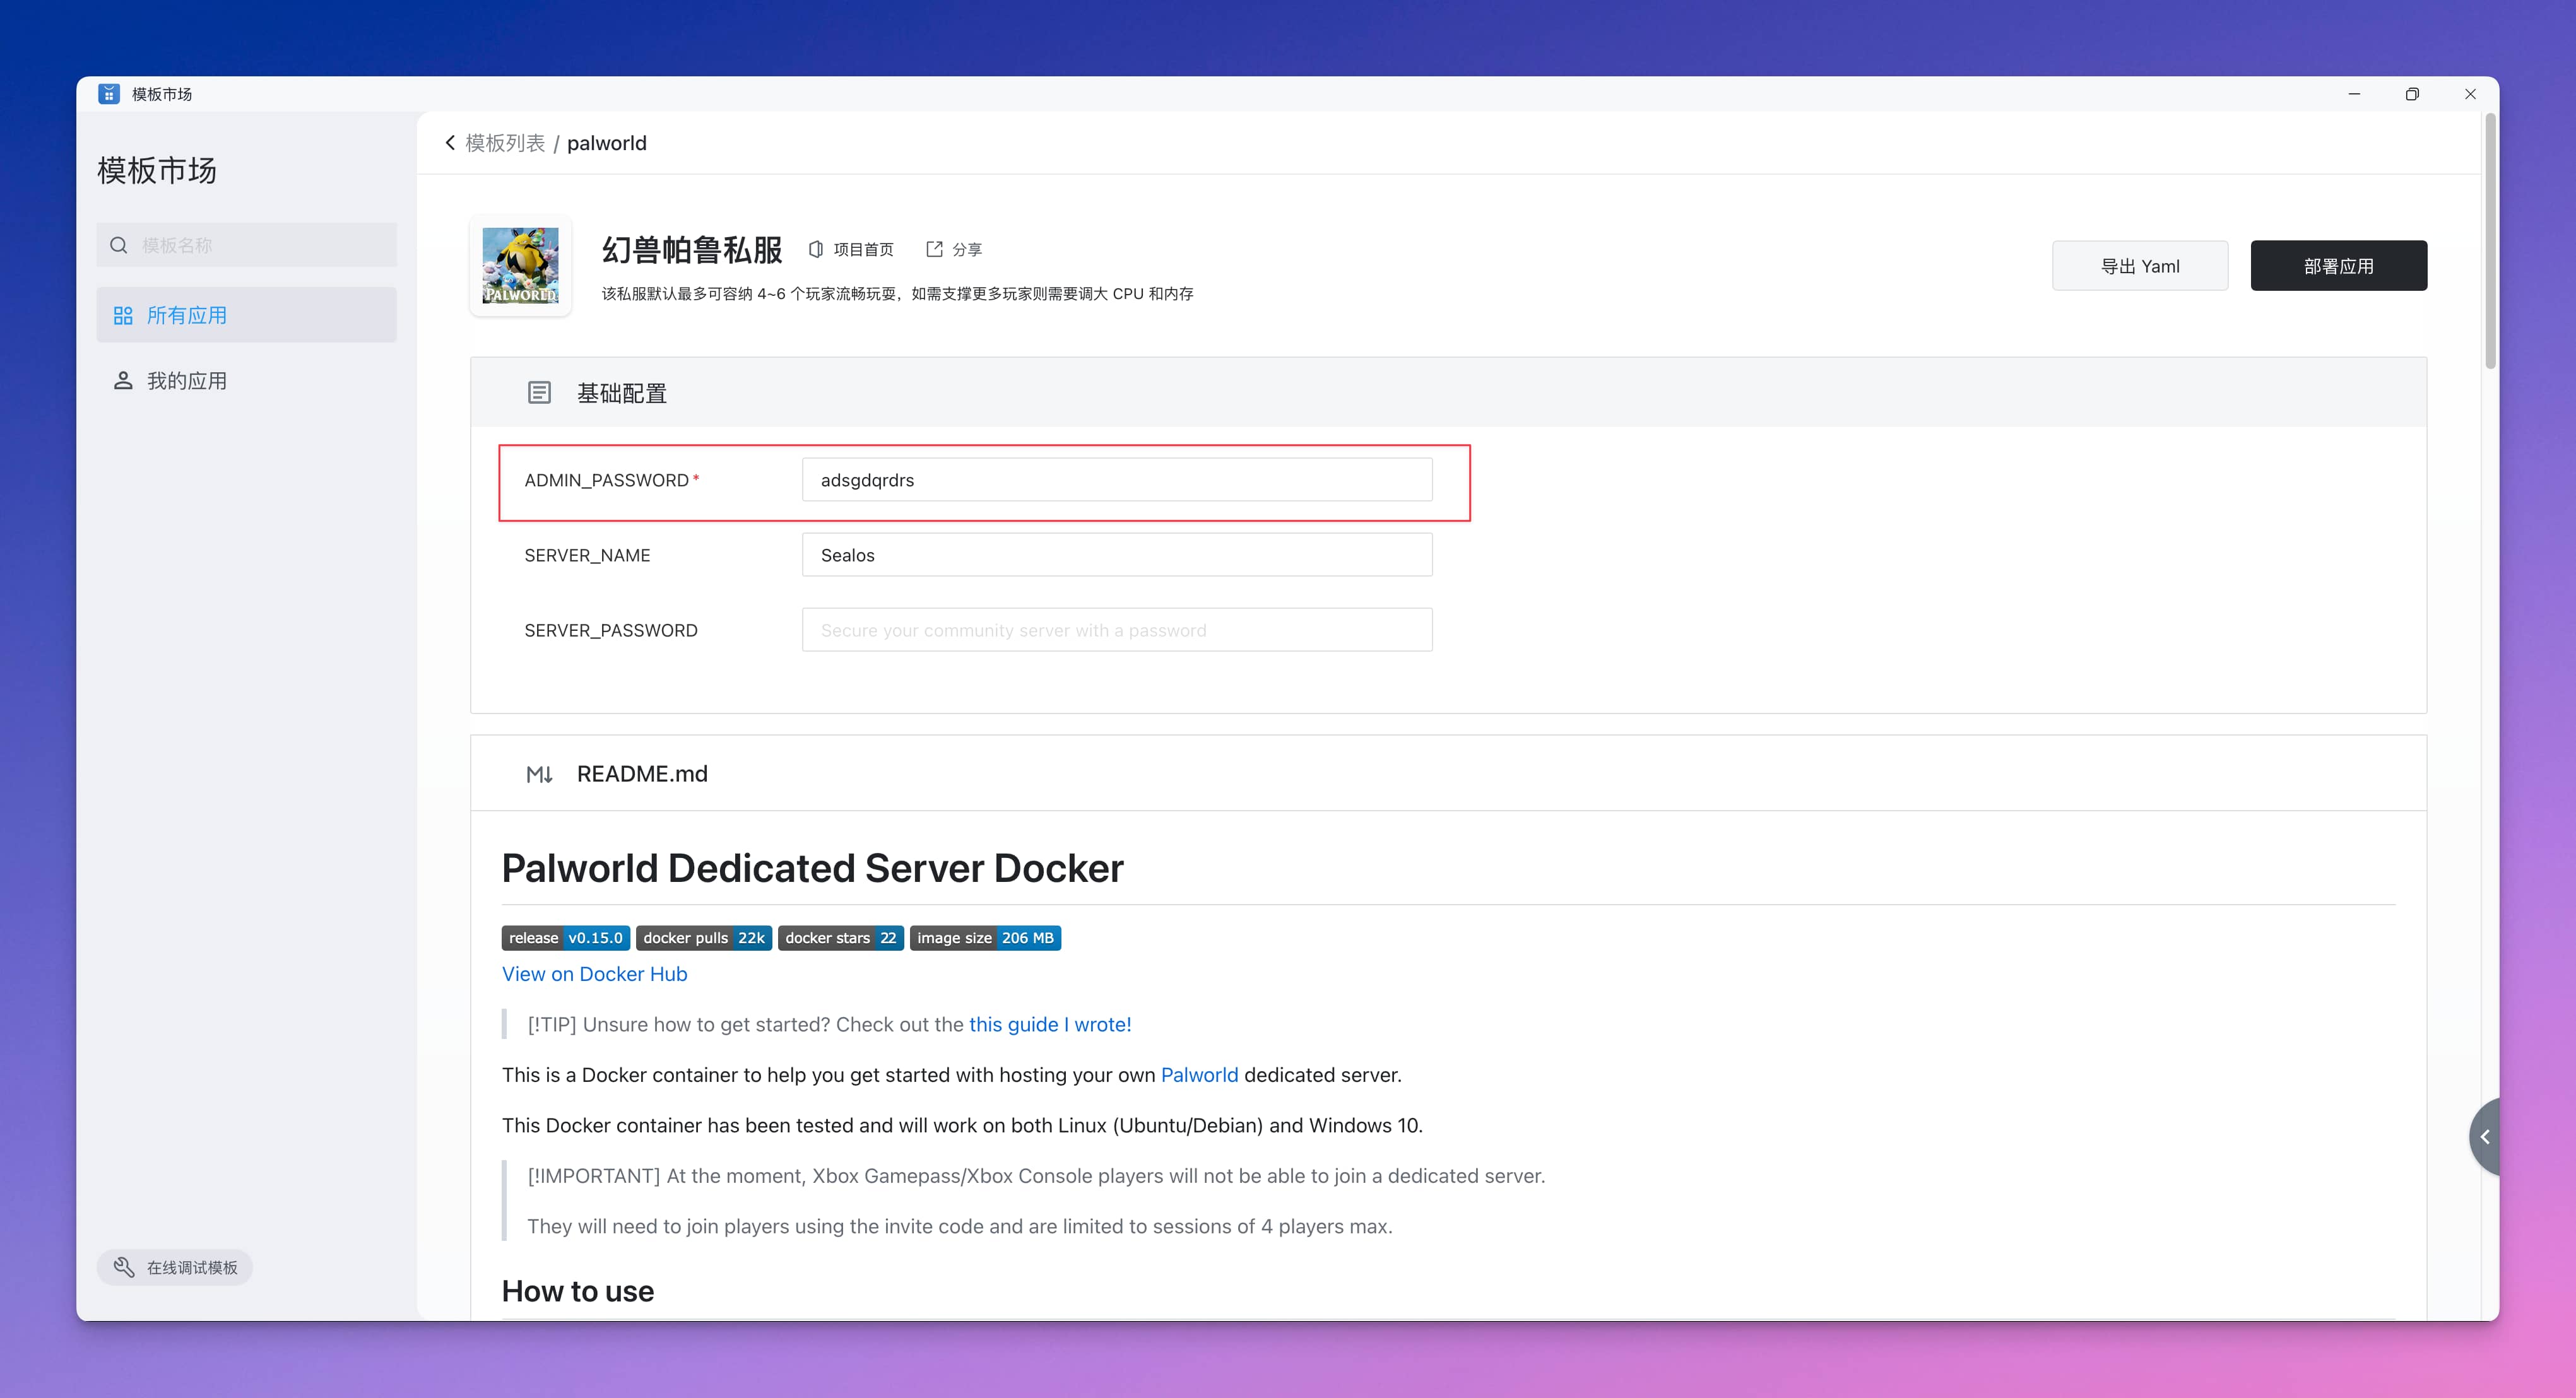 模板市场
模板市场
模板名称
所有应用
我的应用
在线调试模板
模板列表 / palworld
PALWORLD
幻兽帕鲁私服
项目首页
分享
该私服默认最多可容纳 4~6 个玩家流畅玩耍，如需支撑更多玩家则需要调大 CPU 和内存
导出 Yaml
部署应用
基础配置
ADMIN_PASSWORD*
adsgdqrdrs
SERVER_NAME
Sealos
SERVER_PASSWORD
Secure your community server with a password
M↓ README.md
Palworld Dedicated Server Docker
release v0.15.0 docker pulls 22k docker stars 22 image size 206 MB
View on Docker Hub
[!TIP] Unsure how to get started? Check out the this guide I wrote!
This is a Docker container to help you get started with hosting your own Palworld dedicated server.
This Docker container has been tested and will work on both Linux (Ubuntu/Debian) and Windows 10.
[!IMPORTANT] At the moment, Xbox Gamepass/Xbox Console players will not be able to join a dedicated server.
They will need to join players using the invite code and are limited to sessions of 4 players max.
How to use